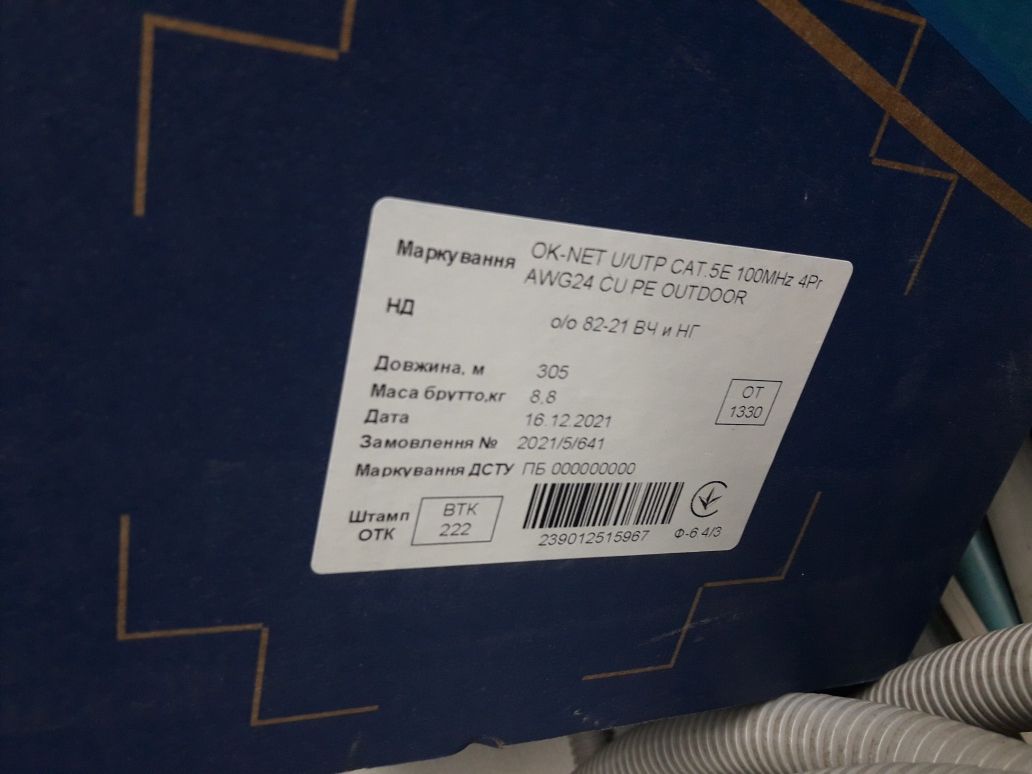 Маркування OK-NET U/UTP CAT.5E 100MHz 4Pr
AWG24 CU PE OUTDOOR
НД о/о 82-21 ВЧ и НГ
Довжина, м 305
Маса брутто,кг 8,8
Дата 16.12.2021
Замовлення № 2021/5/641
Маркування ДСТУ ПБ 000000000
ОТ
1330
Штамп
ОТК
ВТК
222
239012515967
Ф-6 4/3